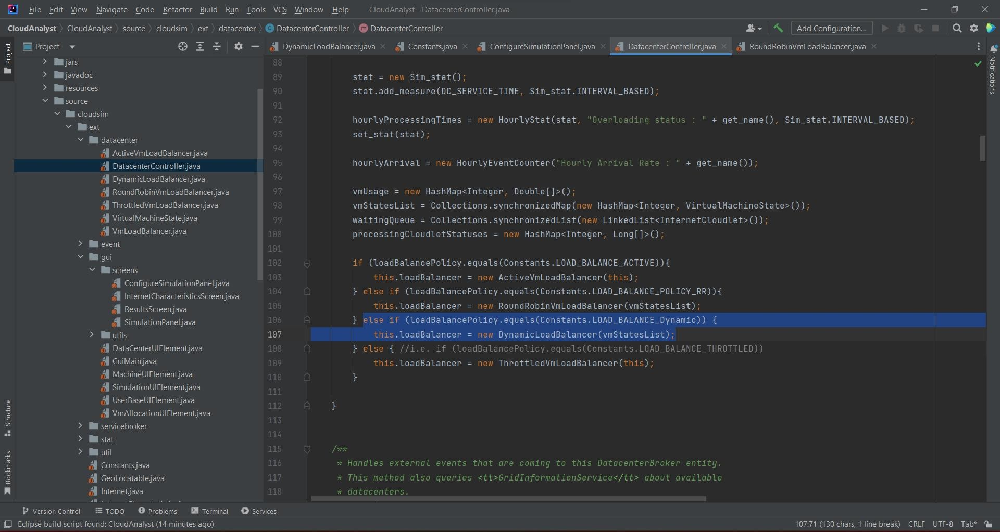 File Edit View Navigate Code Refactor Build Run Tools VCS Window Help CloudAnalyst - DatacenterController.java
CloudAnalyst CloudAnalyst source cloudsim ext datacenter DatacenterController DatacenterController Add Configuration...
Project
Project
DynamicLoadBalancer.java Constants.java ConfigureSimulationPanel.java DatacenterController.java RoundRobinVmLoadBalancer.java
jars
javadoc
resources
source
cloudsim
ext
datacenter
ActiveVmLoadBalancer.java
DatacenterController.java
DynamicLoadBalancer.java
RoundRobinVmLoadBalancer.java
ThrottledVmLoadBalancer.java
VirtualMachineState.java
VmLoadBalancer.java
event
gui
screens
ConfigureSimulationPanel.java
InternetCharacteristicsScreen.java
ResultsScreen.java
SimulationPanel.java
utils
DataCenterUIElement.java
GuiMain.java
MachineUIElement.java
SimulationUIElement.java
UserBaseUIElement.java
VmAllocationUIElement.java
servicebroker
stat
util
Constants.java
GeoLocatable.java
Internet.java
88
89 stat = new Sim_stat();
90 stat.add_measure(DC_SERVICE_TIME, Sim_stat.INTERVAL_BASED);
91
92 hourlyProcessingTimes = new HourlyStat(stat, "Overloading status : " + get_name(), Sim_stat.INTERVAL_BASED);
93 set_stat(stat);
94
95 hourlyArrival = new HourlyEventCounter("Hourly Arrival Rate : " + get_name());
96
97 vmUsage = new HashMap<Integer, Double[]>();
98 vmStatesList = Collections.synchronizedMap(new HashMap<Integer, VirtualMachineState>());
99 waitingQueue = Collections.synchronizedList(new LinkedList<InternetCloudlet>());
100 processingCloudletStatuses = new HashMap<Integer, Long[]>();
101
102 if (loadBalancePolicy.equals(Constants.LOAD_BALANCE_ACTIVE)){
103 this.loadBalancer = new ActiveVmLoadBalancer(this);
104 } else if (loadBalancePolicy.equals(Constants.LOAD_BALANCE_POLICY_RR)){
105 this.loadBalancer = new RoundRobinVmLoadBalancer(vmStatesList);
106 } else if (loadBalancePolicy.equals(Constants.LOAD_BALANCE_Dynamic)) {
107 this.loadBalancer = new DynamicLoadBalancer(vmStatesList);
108 } else { //i.e. if (loadBalancePolicy.equals(Constants.LOAD_BALANCE_THROTTLED))
109 this.loadBalancer = new ThrottledVmLoadBalancer(this);
110 }
111
112 }
113
114
115 /**
116 * Handles external events that are coming to this DatacenterBroker entity.
117 * This method also queries <tt>GridInformationService</tt> about available
118 * datacenters.
Notifications
Structure
Bookmarks
Version Control TODO Problems Terminal Services
Eclipse build script found: CloudAnalyst (14 minutes ago) 107:71 (130 chars, 1 line break) CRLF UTF-8 Tab*